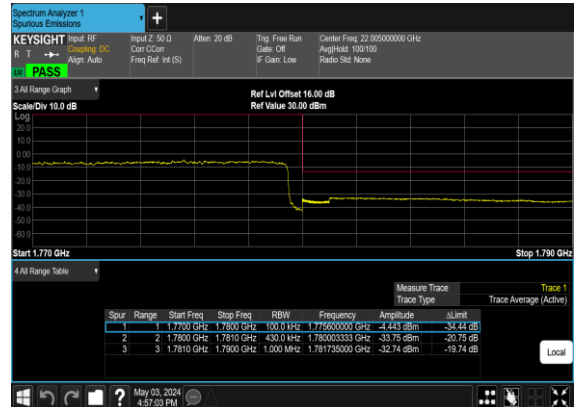 Spectrum Analyzer 1
Spurious Emissions
+
KEYSIGHT Input: RF Input Z: 50 Ω Atten: 20 dB Trig: Free Run Center Freq: 22.005000000 GHz
R T Coupling: DC Corr CCorr Gate: Off Avg|Hold: 100/100
Align: Auto Freq Ref: Int (S) IF Gain: Low Radio Std: None
LW PASS
3 All Range Graph
Ref Lvl Offset 16.00 dB
Scale/Div 10.0 dB Ref Value 30.00 dBm
Log
20.0
10.0
0.00
-10.0
-20.0
-30.0
-40.0
-50.0
-60.0
Start 1.770 GHz Stop 1.790 GHz
4 All Range Table
Measure Trace Trace 1
Trace Type Trace Average (Active)
Spur Range Start Freq Stop Freq RBW Frequency Amplitude ΔLimit
1 1 1.7700 GHz 1.7800 GHz 100.0 kHz 1.775600000 GHz -4.443 dBm -34.44 dB
2 2 1.7800 GHz 1.7810 GHz 430.0 kHz 1.780003333 GHz -33.75 dBm -20.75 dB
3 3 1.7810 GHz 1.7900 GHz 1.000 MHz 1.781735000 GHz -32.74 dBm -19.74 dB
Local
? May 03, 2024
4:57:03 PM